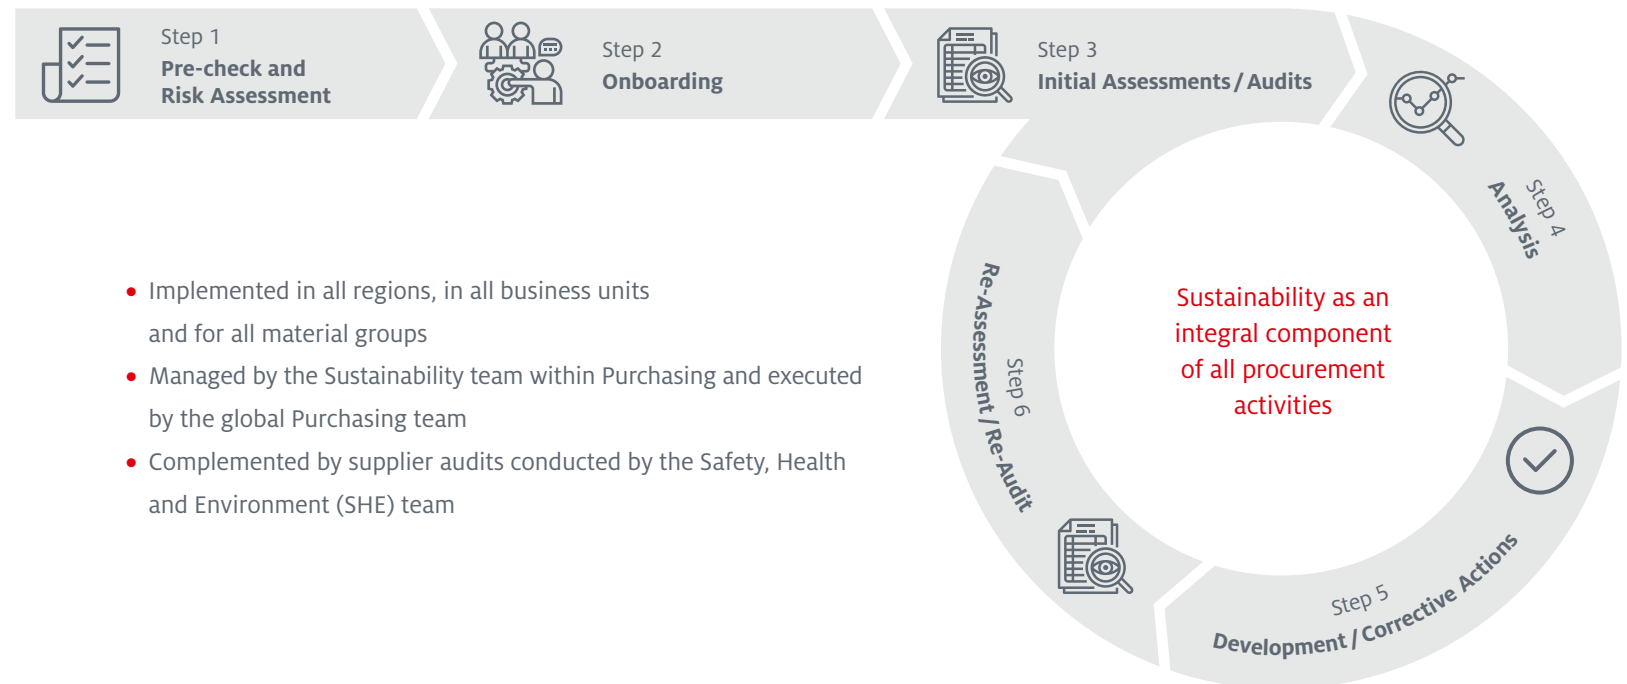 Step 1
Pre-check and
Risk Assessment
Step 2
Onboarding
Step 3
Initial Assessments / Audits
Step 4
Analysis
Step 5
Development / Corrective Actions
Step 6
Re-Assessment / Re-Audit
Sustainability as an
integral component
of all procurement
activities
• Implemented in all regions, in all business units
and for all material groups
• Managed by the Sustainability team within Purchasing and executed
by the global Purchasing team
• Complemented by supplier audits conducted by the Safety, Health
and Environment (SHE) team